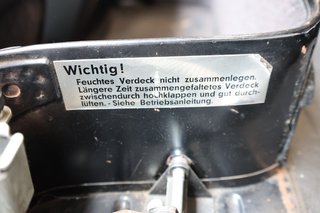 Wichtig!
Feuchtes Verdeck nicht zusammenlegen.
Längere Zeit zusammengefaltetes Verdeck
zwischendurch hochklappen und gut durch-
lüften. - Siehe Betriebsanleitung.